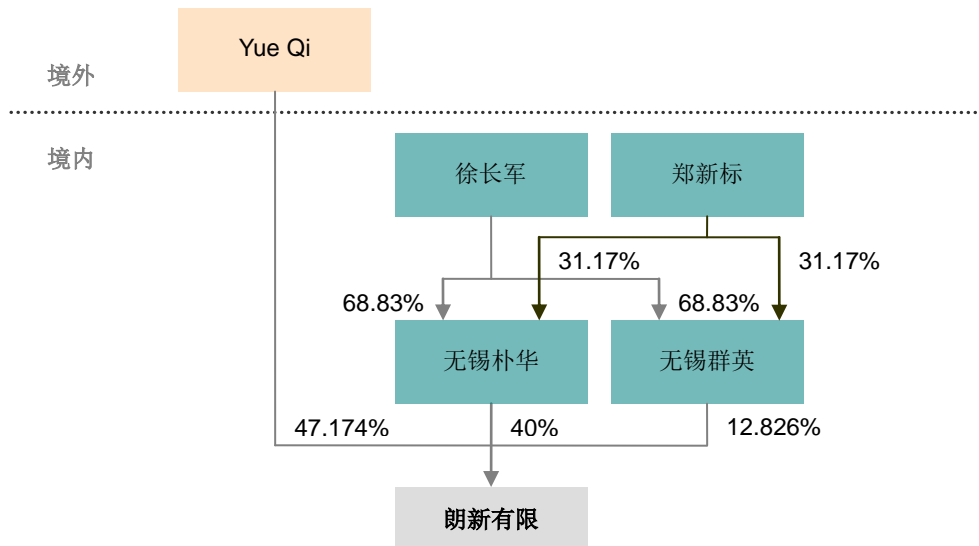 Yue Qi
境外
境内
徐长军
郑新标
31.17%
31.17%
68.83%
68.83%
无锡朴华
无锡群英
47.174%
40%
12.826%
朗新有限